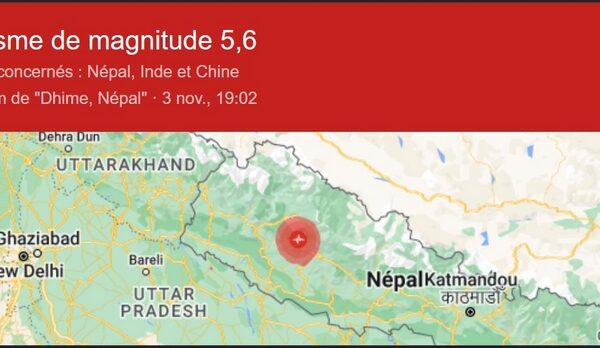 sme de magnitude 5,6
concernés : Népal, Inde et Chine
m de "Dhime, Népal" · 3 nov., 19:02
Dehra Dun
UTTARAKHAND
Ghaziabad
ew Delhi
Bareli
UTTAR
PRADESH
Népal
Katmandou
काठमाडौँ